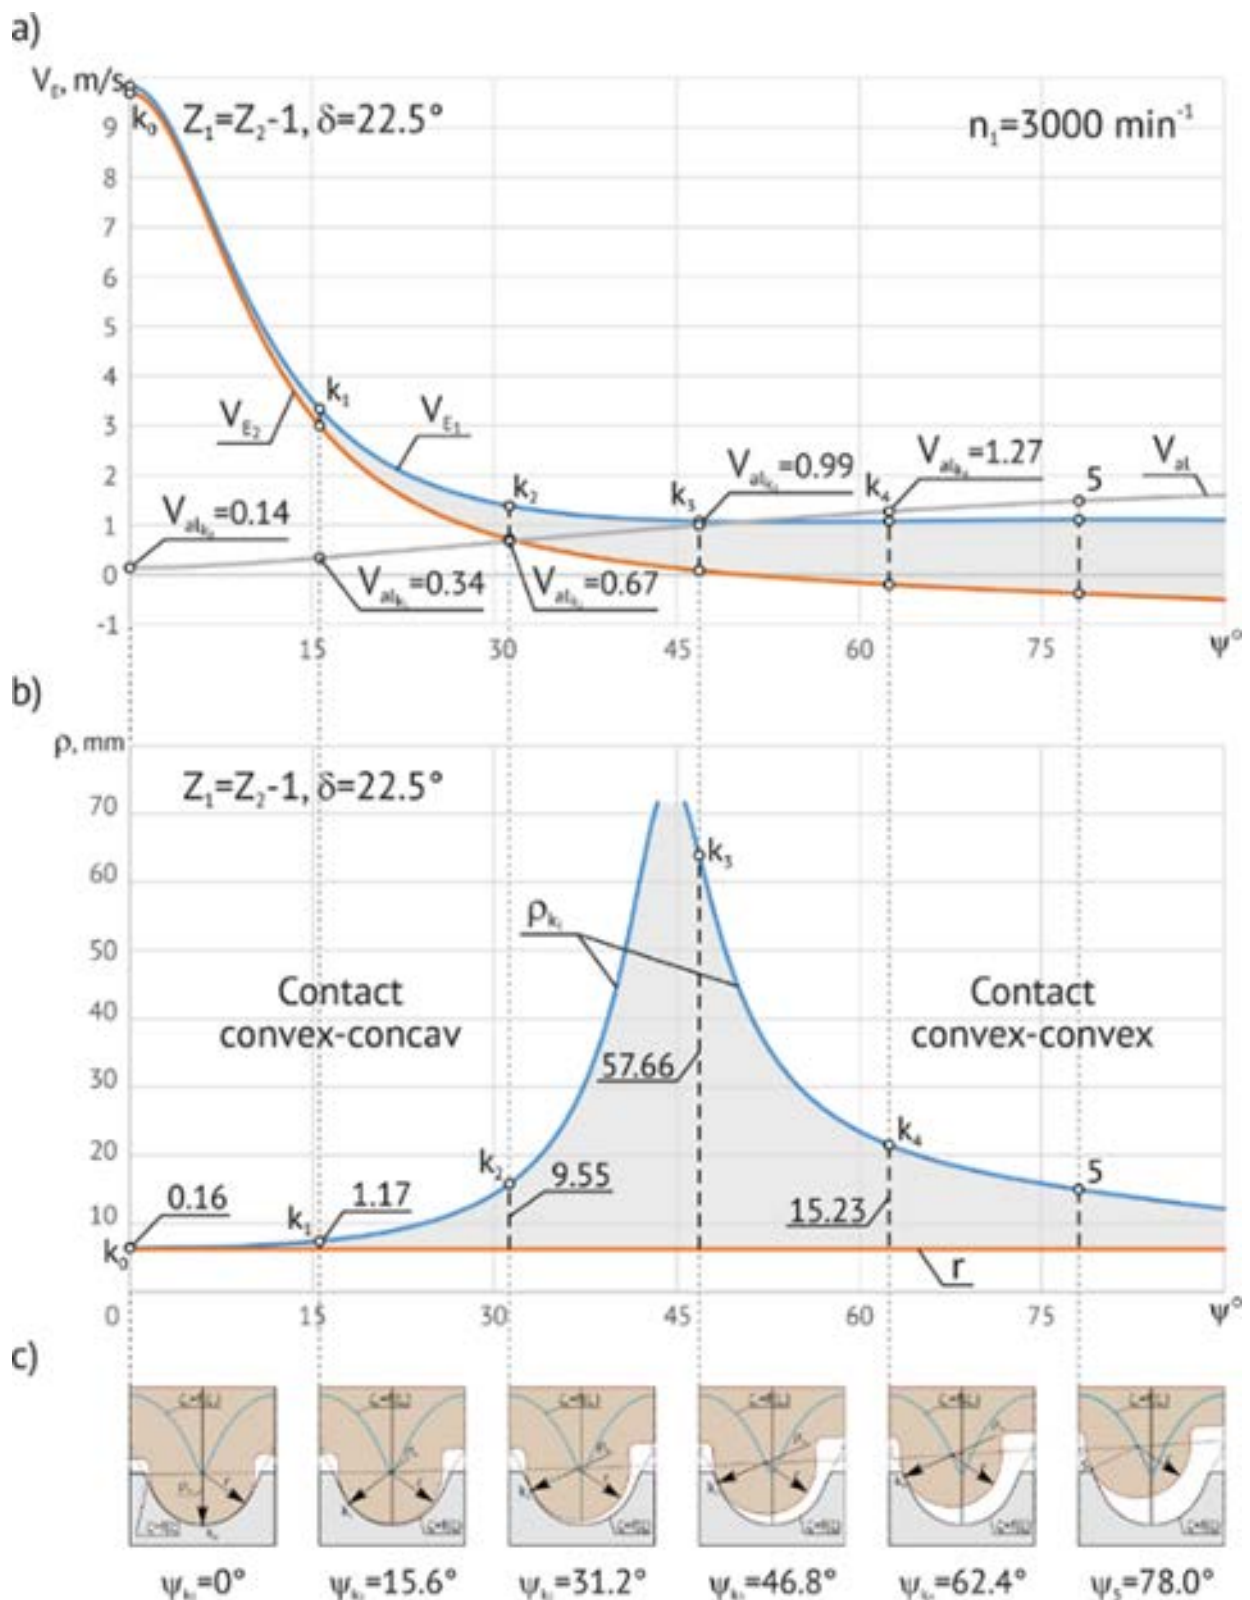 a)
V_E, m/s
k₀
Z₁=Z₂-1, δ=22.5°
n₁=3000 min⁻¹
9
8
7
6
5
4
3
2
1
0
-1
k₁
V_E₂
V_E₁
k₂
k₃
V_al_k₃=0.99
k₄
V_al_k₄=1.27
5
V_al
V_al_k₀=0.14
V_al_k₁=0.34
V_al_k₂=0.67
15
30
45
60
75
ψ°
b)
ρ, mm
Z₁=Z₂-1, δ=22.5°
70
60
50
40
30
20
10
0
k₃
ρ_kᵢ
Contact
convex-concav
Contact
convex-convex
57.66
k₂
9.55
k₄
15.23
5
0.16
k₁
1.17
k₀
r
15
30
45
60
75
ψ°
c)
ψ_k₀=0°
ψ_k₁=15.6°
ψ_k₂=31.2°
ψ_k₃=46.8°
ψ_k₄=62.4°
ψ₅=78.0°